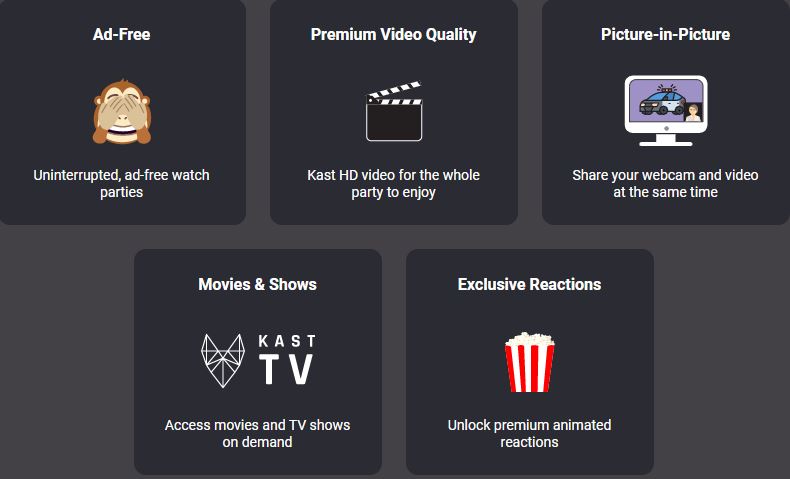 Ad-Free
Uninterrupted, ad-free watch
parties
Premium Video Quality
Kast HD video for the whole
party to enjoy
Picture-in-Picture
Share your webcam and video
at the same time
Movies & Shows
KAST
TV
Access movies and TV shows
on demand
Exclusive Reactions
Unlock premium animated
reactions